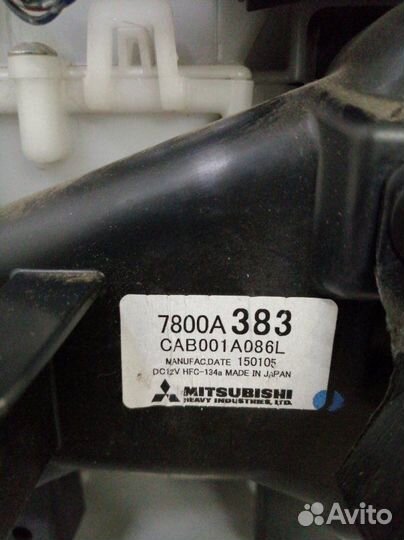 7800A 383
CAB001A086L
MANUFAC.DATE 150105
DC12V HFC-134a MADE IN JAPAN
MITSUBISHI
HEAVY INDUSTRIES, LTD.
Avito